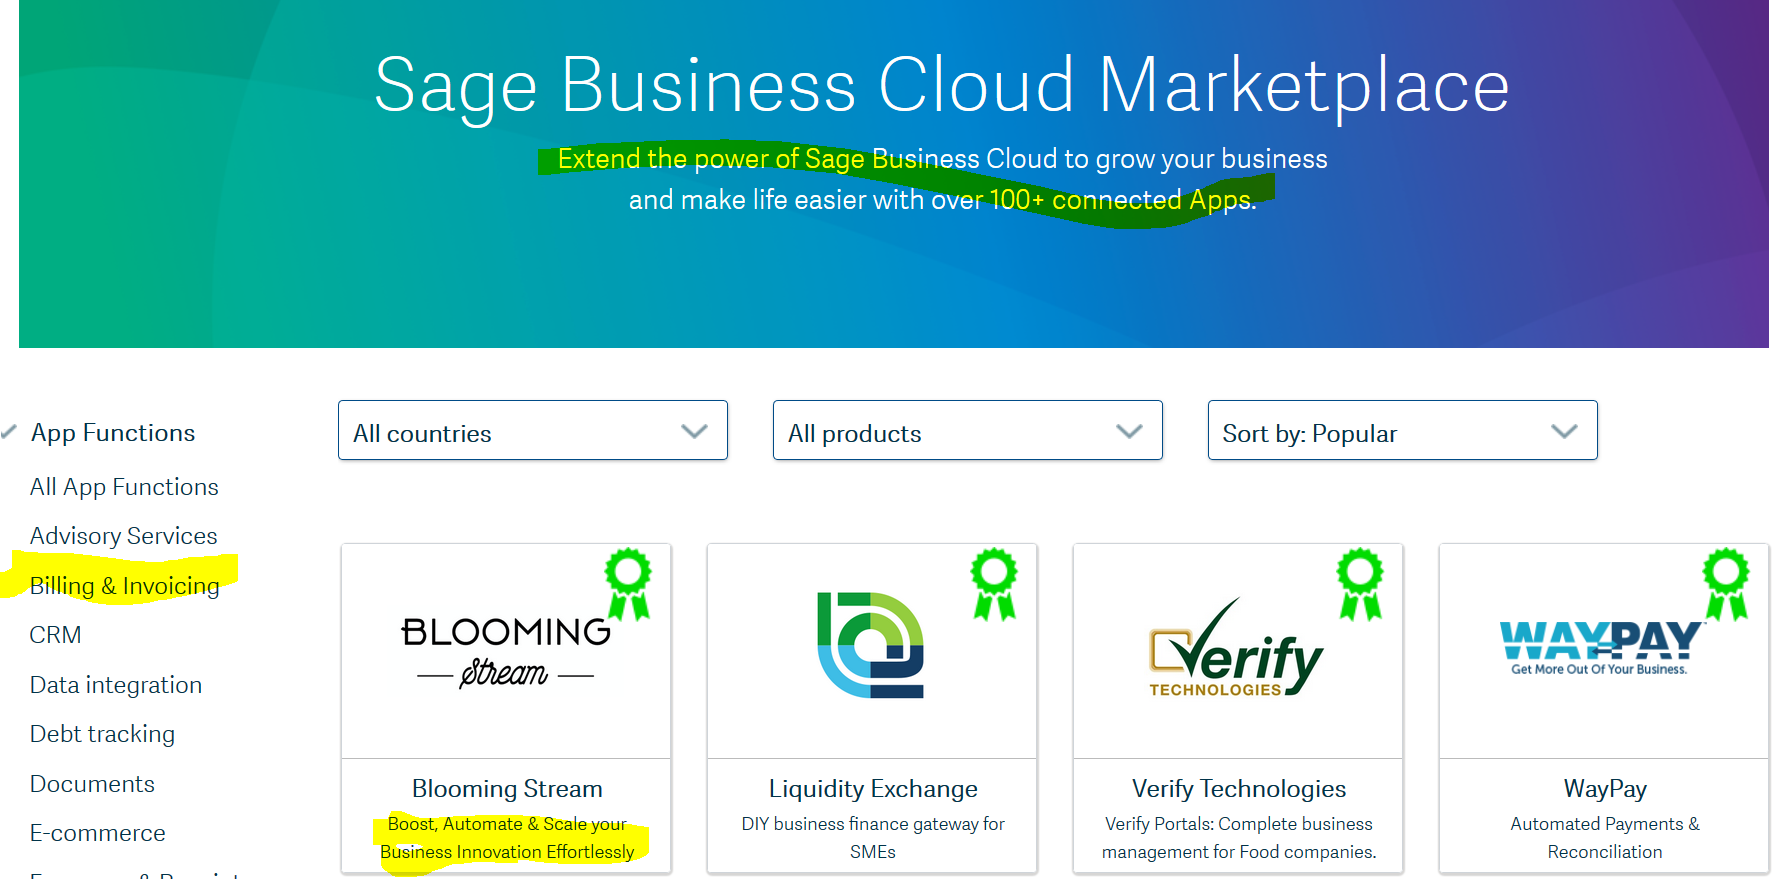 Sage Business Cloud Marketplace
Extend the power of Sage Business Cloud to grow your business
and make life easier with over 100+ connected Apps.
App Functions
All App Functions
Advisory Services
Billing & Invoicing
CRM
Data integration
Debt tracking
Documents
E-commerce
All countries
All products
Sort by: Popular
BLOOMING
Stream
Blooming Stream
Boost, Automate & Scale your
Business Innovation Effortlessly
Liquidity Exchange
DIY business finance gateway for
SMEs
Verify
TECHNOLOGIES
Verify Technologies
Verify Portals: Complete business
management for Food companies.
WAYPAY
Get More Out Of Your Business.
WayPay
Automated Payments &
Reconciliation